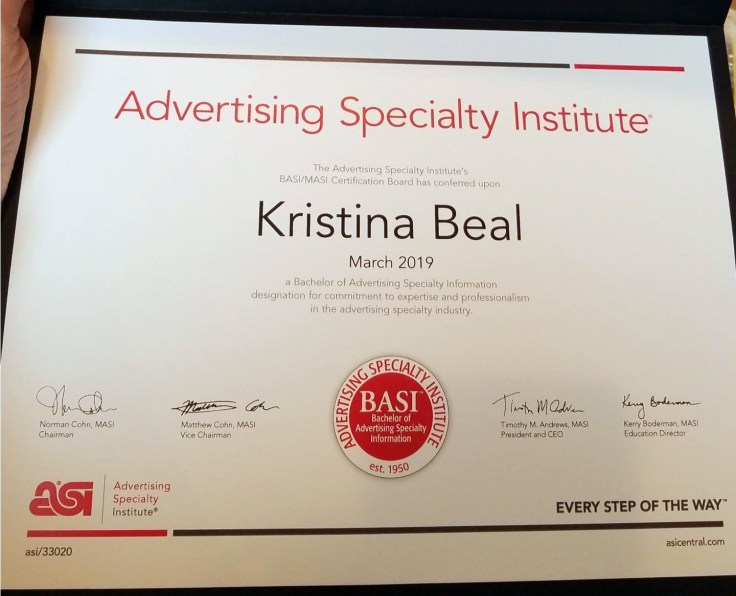 Advertising Specialty Institute®
The Advertising Specialty Institute's
BASI/MASI Certification Board has conferred upon
Kristina Beal
March 2019
a Bachelor of Advertising Specialty Information
designation for commitment to expertise and professionalism
in the advertising specialty industry.
Norman Cohn, MASI
Chairman
Matthew Cohn, MASI
Vice Chairman
ADVERTISING SPECIALTY INSTITUTE
BASI
Bachelor of
Advertising Specialty
Information
est. 1950
Timothy M. Andrews, MASI
President and CEO
Kerry Boderman, MASI
Education Director
asi
Advertising
Specialty
Institute®
EVERY STEP OF THE WAY™
asi/33020
asicentral.com